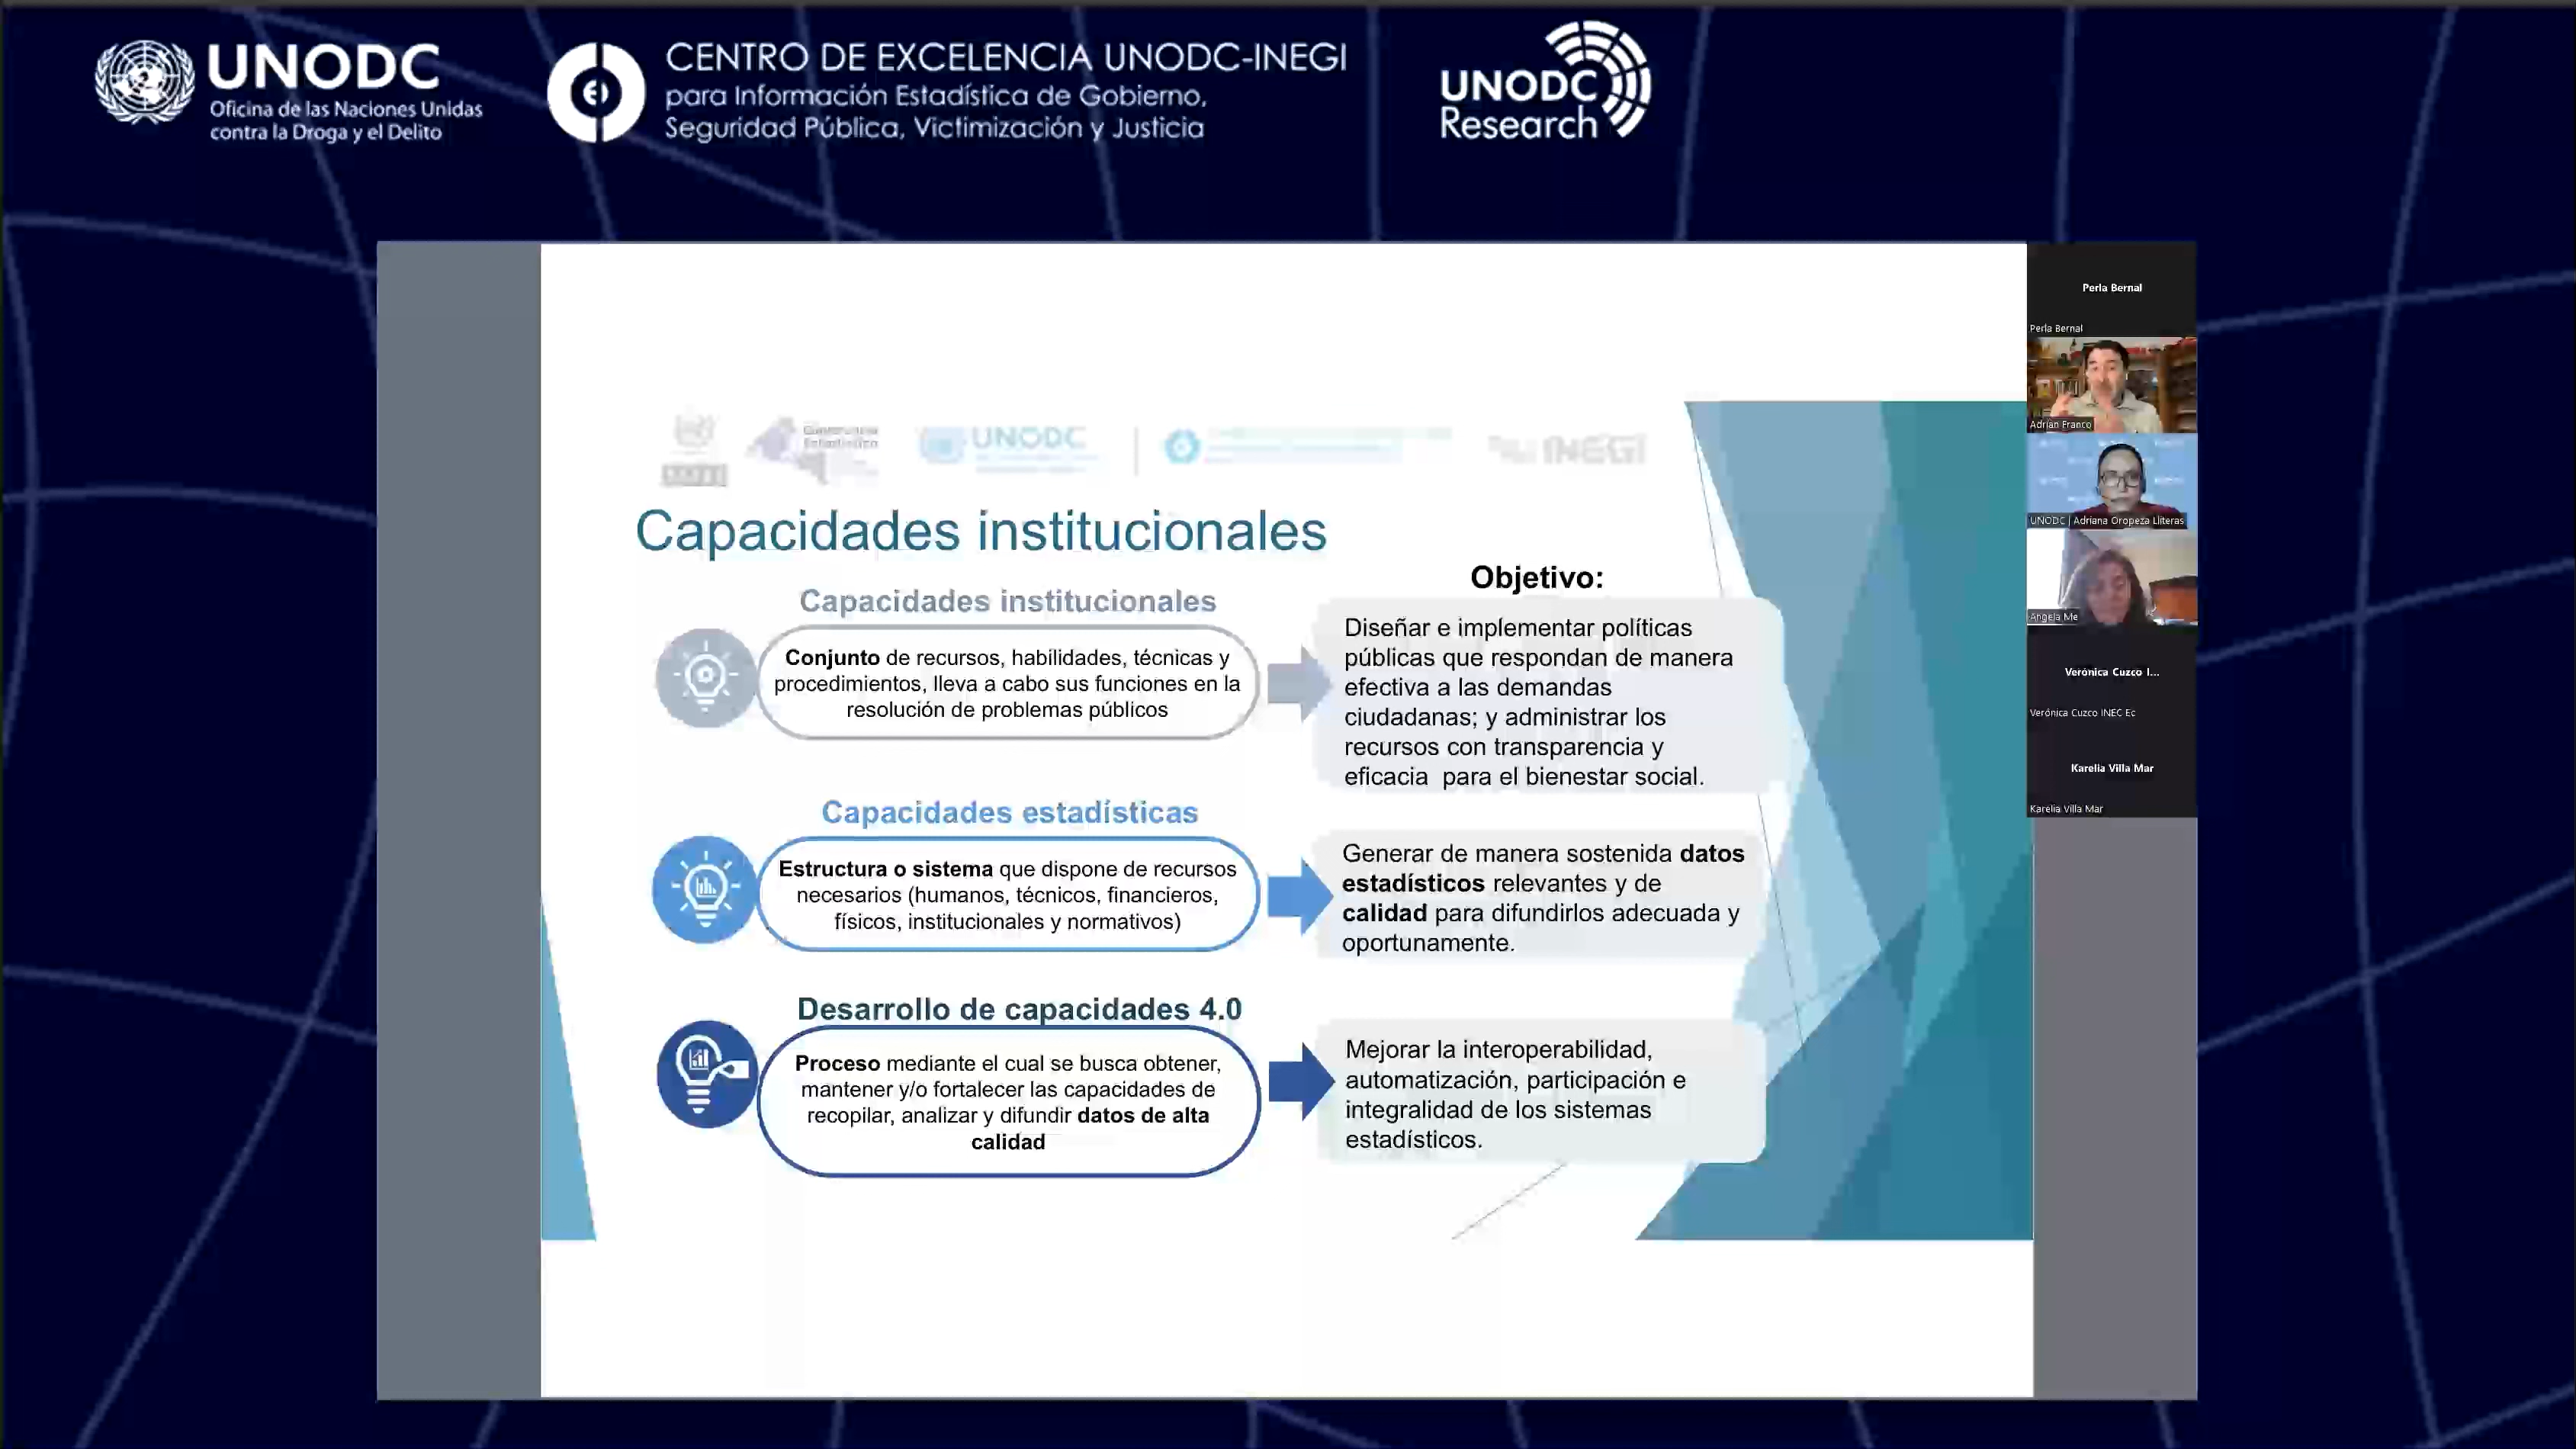 UNODC
Oficina de las Naciones Unidas
contra la Droga y el Delito
CENTRO DE EXCELENCIA UNODC-INEGI
para Información Estadística de Gobierno,
Seguridad Pública, Victimización y Justicia
UNODC
Research
UNODC
INEGI
Capacidades institucionales
Capacidades institucionales
Conjunto de recursos, habilidades, técnicas y
procedimientos, lleva a cabo sus funciones en la
resolución de problemas públicos
Objetivo:
Diseñar e implementar políticas
públicas que respondan de manera
efectiva a las demandas
ciudadanas; y administrar los
recursos con transparencia y
eficacia para el bienestar social.
Capacidades estadísticas
Estructura o sistema que dispone de recursos
necesarios (humanos, técnicos, financieros,
físicos, institucionales y normativos)
Generar de manera sostenida datos
estadísticos relevantes y de
calidad para difundirlos adecuada y
oportunamente.
Desarrollo de capacidades 4.0
Proceso mediante el cual se busca obtener,
mantener y/o fortalecer las capacidades de
recopilar, analizar y difundir datos de alta
calidad
Mejorar la interoperabilidad,
automatización, participación e
integralidad de los sistemas
estadísticos.
Perla Bernal
Perla Bernal
Adrián Franco
UNODC | Adriana Oropeza Lliteras
Angela Me
Verónica Cuzco I...
Verónica Cuzco INEC Ec
Karelia Villa Mar
Karelia Villa Mar